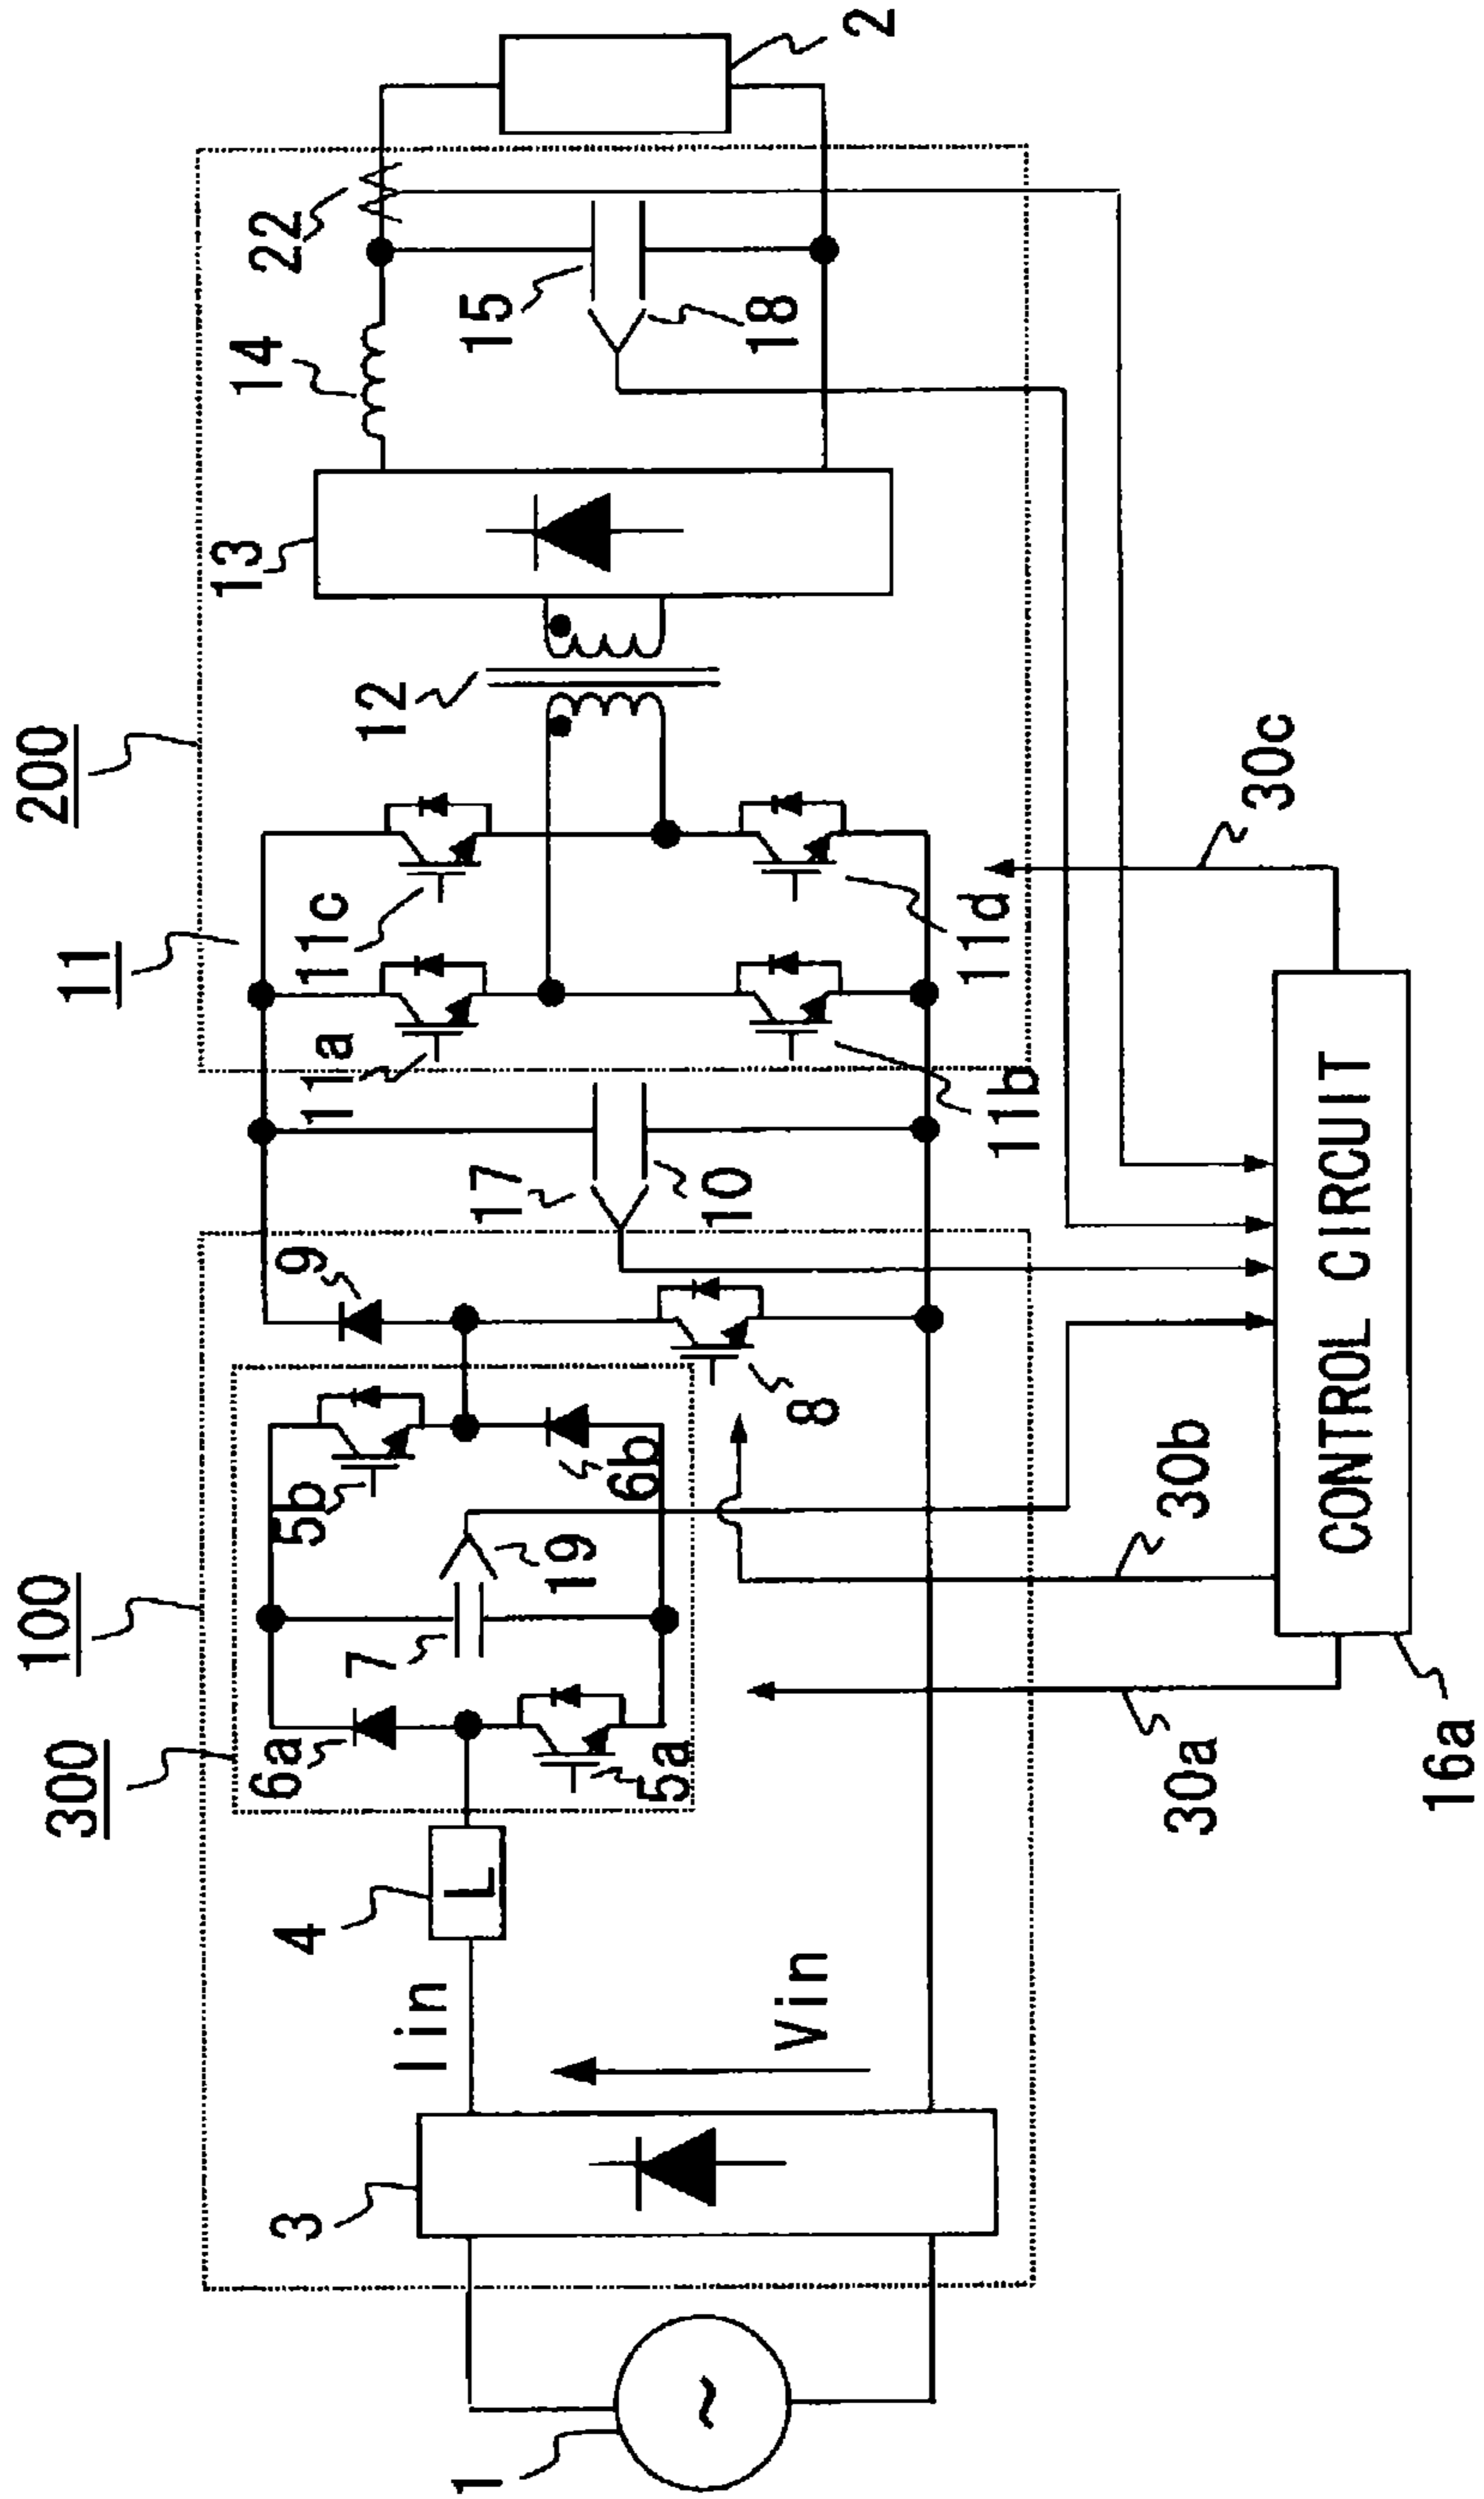 200
11
100
300
22
14
13
12
11c
11a
9
5b
6a
4
3
1
2
15
18
17
10
11d
11b
6b
8
19
7
5a
Iin
Vin
30c
30b
30a
CONTROL CIRCUIT
16a
~
L